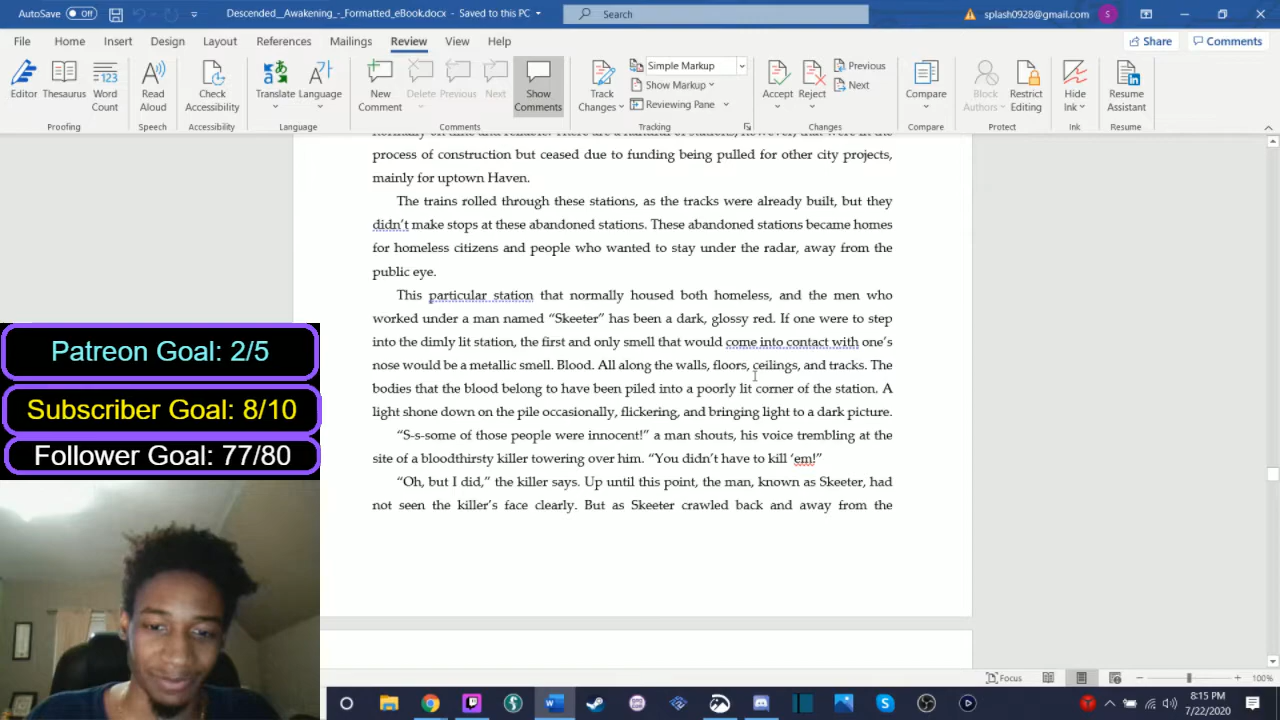 AutoSave Off Descension_Formatted_eBook.docx Search splash0928@gmail.com S
File Home Insert Design Layout References Mailings Review View Help Share Comments
Editor Thesaurus Word Count Read Aloud Check Accessibility Translate Language New Comment Delete Previous Next Show Comments Track Changes Simple Markup Show Markup Reviewing Pane Accept Reject Previous Next Compare Block Authors Restrict Editing Hide Ink Resume Assistant
Proofing Speech Accessibility Language Comments Tracking Changes Compare Protect Ink Resume
process of construction but ceased due to funding being pulled for other city projects,
mainly for uptown Haven.
The trains rolled through these stations, as the tracks were already built, but they
didn't make stops at these abandoned stations. These abandoned stations became homes
for homeless citizens and people who wanted to stay under the radar, away from the
public eye.
This particular station that normally housed both homeless, and the men who
worked under a man named “Skeeter” has been a dark, glossy red. If one were to step
into the dimly lit station, the first and only smell that would come into contact with one's
nose would be a metallic smell. Blood. All along the walls, floors, ceilings, and tracks. The
bodies that the blood belong to have been piled into a poorly lit corner of the station. A
light shone down on the pile occasionally, flickering, and bringing light to a dark picture.
“S-s-some of those people were innocent!” a man shouts, his voice trembling at the
site of a bloodthirsty killer towering over him. “You didn't have to kill ‘em!”
“Oh, but I did,” the killer says. Up until this point, the man, known as Skeeter, had
not seen the killer's face clearly. But as Skeeter crawled back and away from the
Patreon Goal: 2/5
Subscriber Goal: 8/10
Follower Goal: 77/80
Focus 100%
8:15 PM
7/22/2020